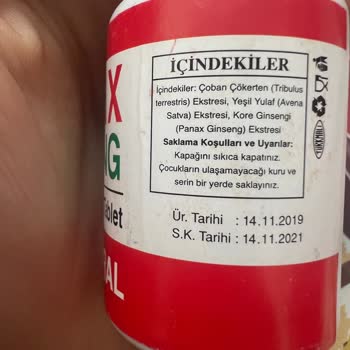 İÇİNDEKİLER
İçindekiler: Çoban Çökerten (Tribulus
terrestris) Ekstresi, Yeşil Yulaf (Avena
Satva) Ekstresi, Kore Ginsengi
(Panax Ginseng) Ekstresi
Saklama Koşulları ve Uyarılar:
Kapağını sıkıca kapatınız.
Çocukların ulaşamayacağı kuru ve
serin bir yerde saklayınız.
Ür. Tarihi : 14.11.2019
S.K. Tarihi : 14.11.2021
X
G
blet
AL